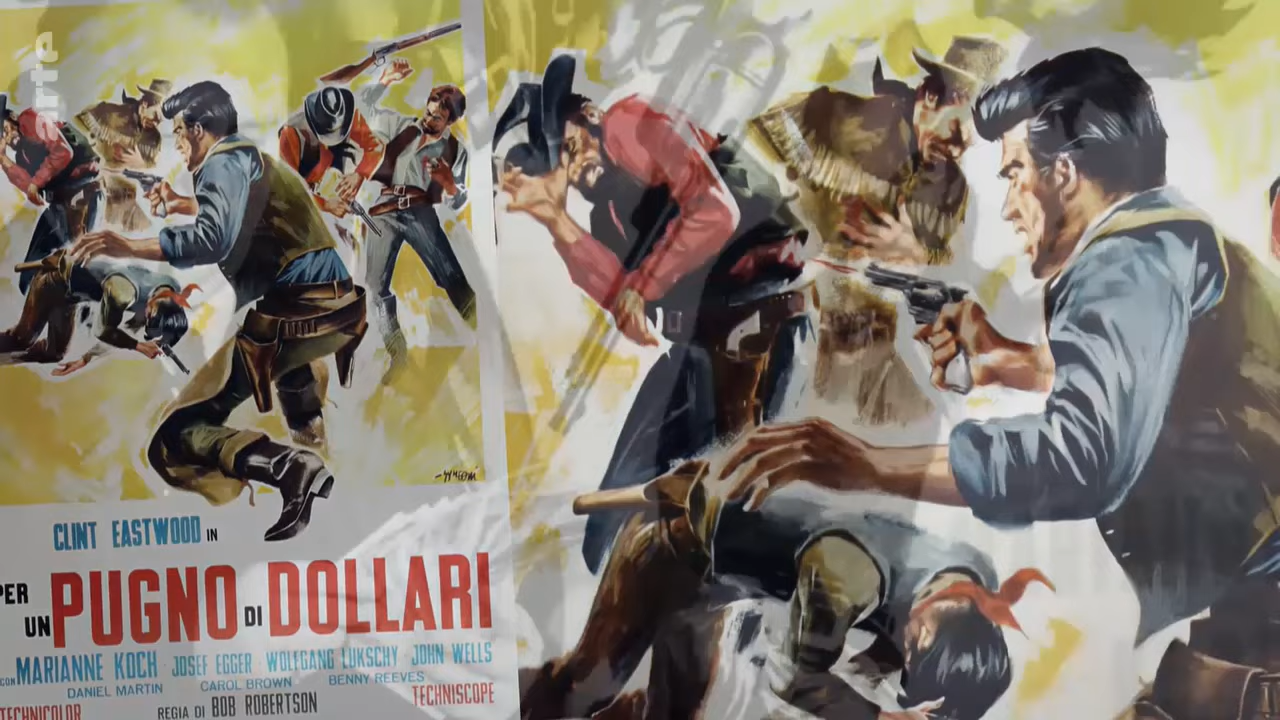 arte
CLINT EASTWOOD IN
PER
UN PUGNO DI DOLLARI
CON MARIANNE KOCH · JOSEF EGGER · WOLFGANG LUKSCHY · JOHN WELLS
DANIEL MARTIN CAROL BROWN BENNY REEVES
TECHNICOLOR REGIA DI BOB ROBERTSON TECHNISCOPE